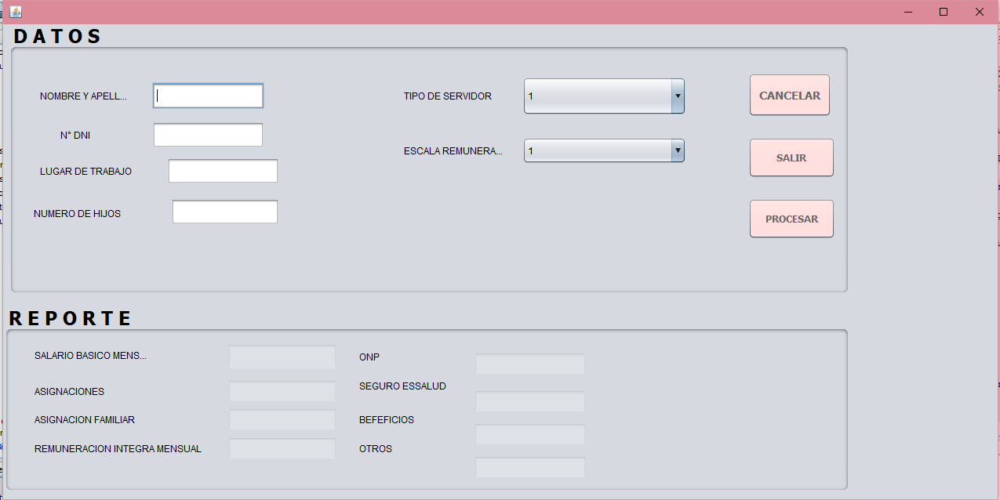 DATOS
NOMBRE Y APELL...
N° DNI
LUGAR DE TRABAJO
NUMERO DE HIJOS
TIPO DE SERVIDOR
1
ESCALA REMUNERA...
1
CANCELAR
SALIR
PROCESAR
REPORTE
SALARIO BASICO MENS...
ASIGNACIONES
ASIGNACION FAMILIAR
REMUNERACION INTEGRA MENSUAL
ONP
SEGURO ESSALUD
BEFEFICIOS
OTROS